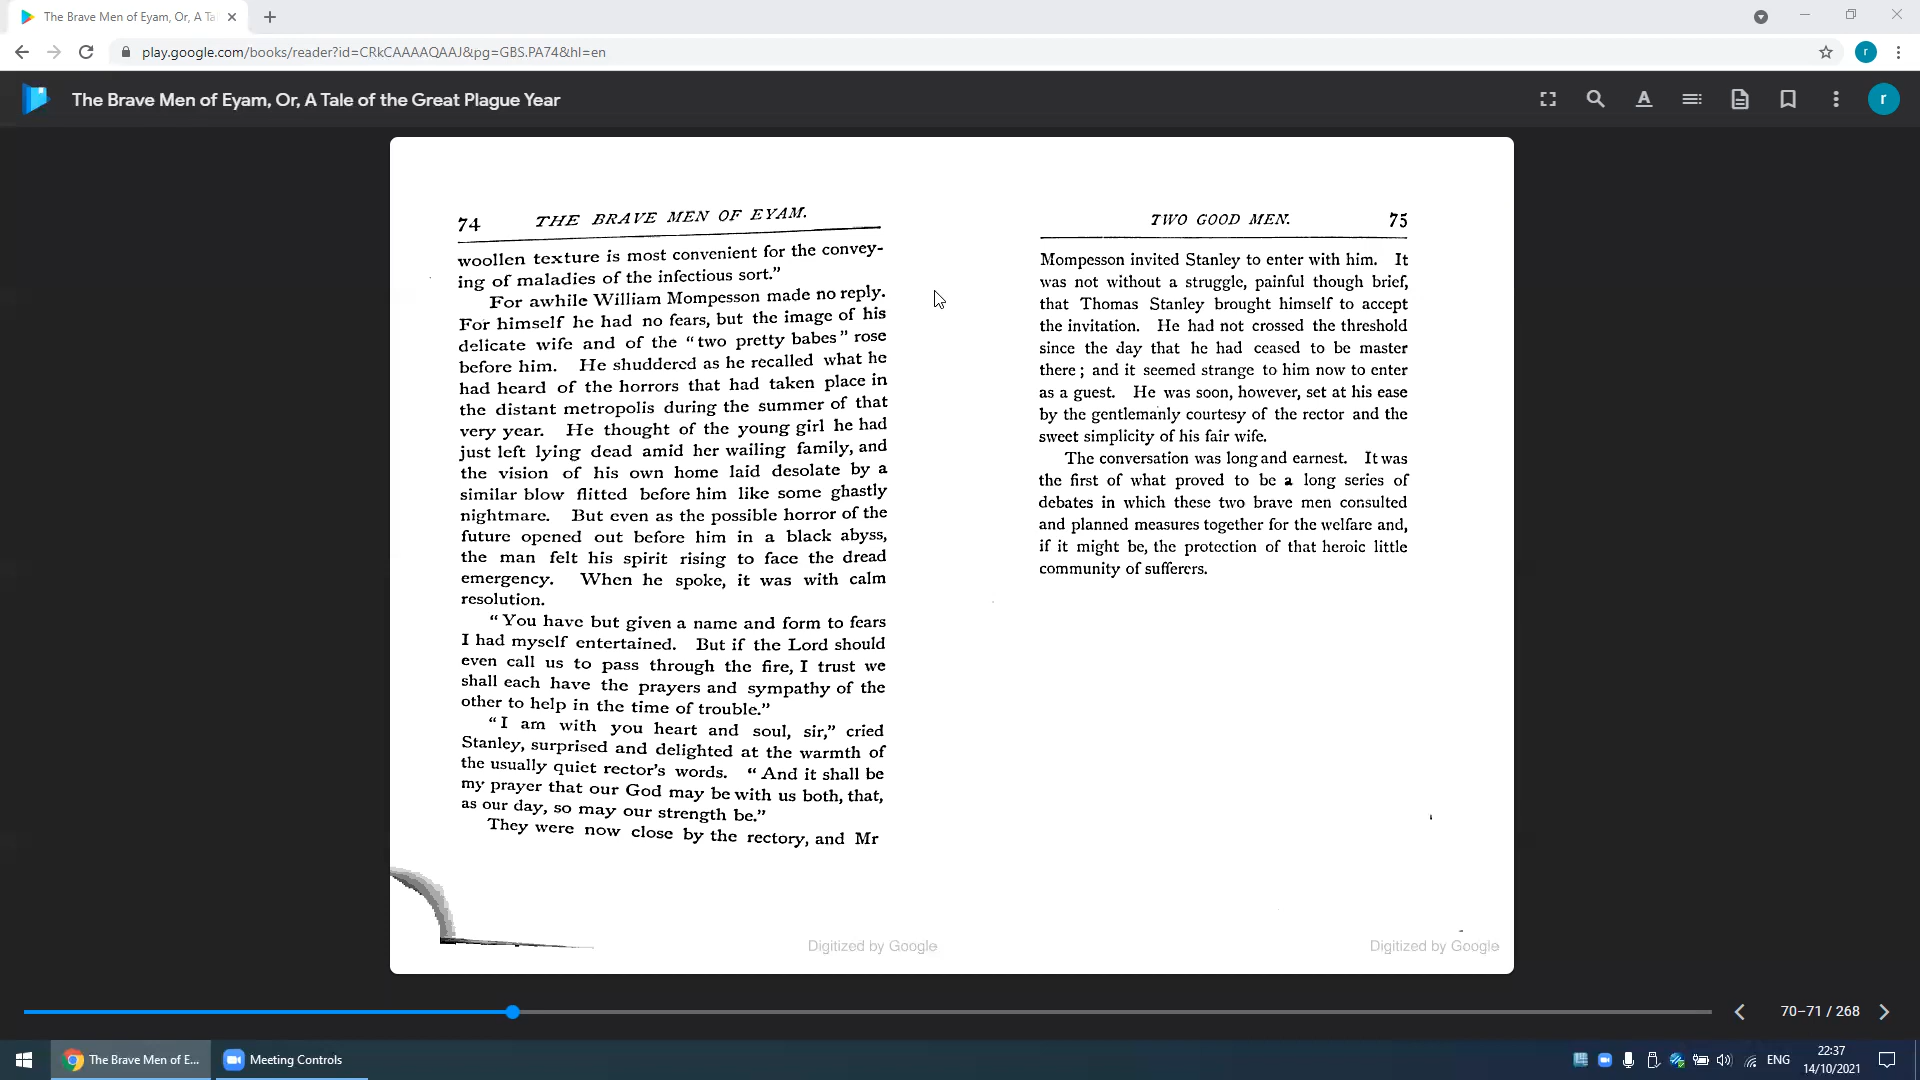 The Brave Men of Eyam, Or, A Ta
play.google.com/books/reader?id=CRkCAAAAQAAJ&pg=GBS.PA74&hl=en
r
The Brave Men of Eyam, Or, A Tale of the Great Plague Year
A
r
74 THE BRAVE MEN OF EYAM.
woollen texture is most convenient for the convey-
ing of maladies of the infectious sort.”
For awhile William Mompesson made no reply.
For himself he had no fears, but the image of his
delicate wife and of the “two pretty babes” rose
before him. He shuddered as he recalled what he
had heard of the horrors that had taken place in
the distant metropolis during the summer of that
very year. He thought of the young girl he had
just left lying dead amid her wailing family, and
the vision of his own home laid desolate by a
similar blow flitted before him like some ghastly
nightmare. But even as the possible horror of the
future opened out before him in a black abyss,
the man felt his spirit rising to face the dread
emergency. When he spoke, it was with calm
resolution.
“You have but given a name and form to fears
I had myself entertained. But if the Lord should
even call us to pass through the fire, I trust we
shall each have the prayers and sympathy of the
other to help in the time of trouble.”
“I am with you heart and soul, sir,” cried
Stanley, surprised and delighted at the warmth of
the usually quiet rector’s words. “And it shall be
my prayer that our God may be with us both, that,
as our day, so may our strength be.”
They were now close by the rectory, and Mr
Digitized by Google
TWO GOOD MEN. 75
Mompesson invited Stanley to enter with him. It
was not without a struggle, painful though brief,
that Thomas Stanley brought himself to accept
the invitation. He had not crossed the threshold
since the day that he had ceased to be master
there; and it seemed strange to him now to enter
as a guest. He was soon, however, set at his ease
by the gentlemanly courtesy of the rector and the
sweet simplicity of his fair wife.
The conversation was long and earnest. It was
the first of what proved to be a long series of
debates in which these two brave men consulted
and planned measures together for the welfare and,
if it might be, the protection of that heroic little
community of sufferers.
Digitized by Google
70–71 / 268
The Brave Men of E...
Meeting Controls
ENG
22:37
14/10/2021